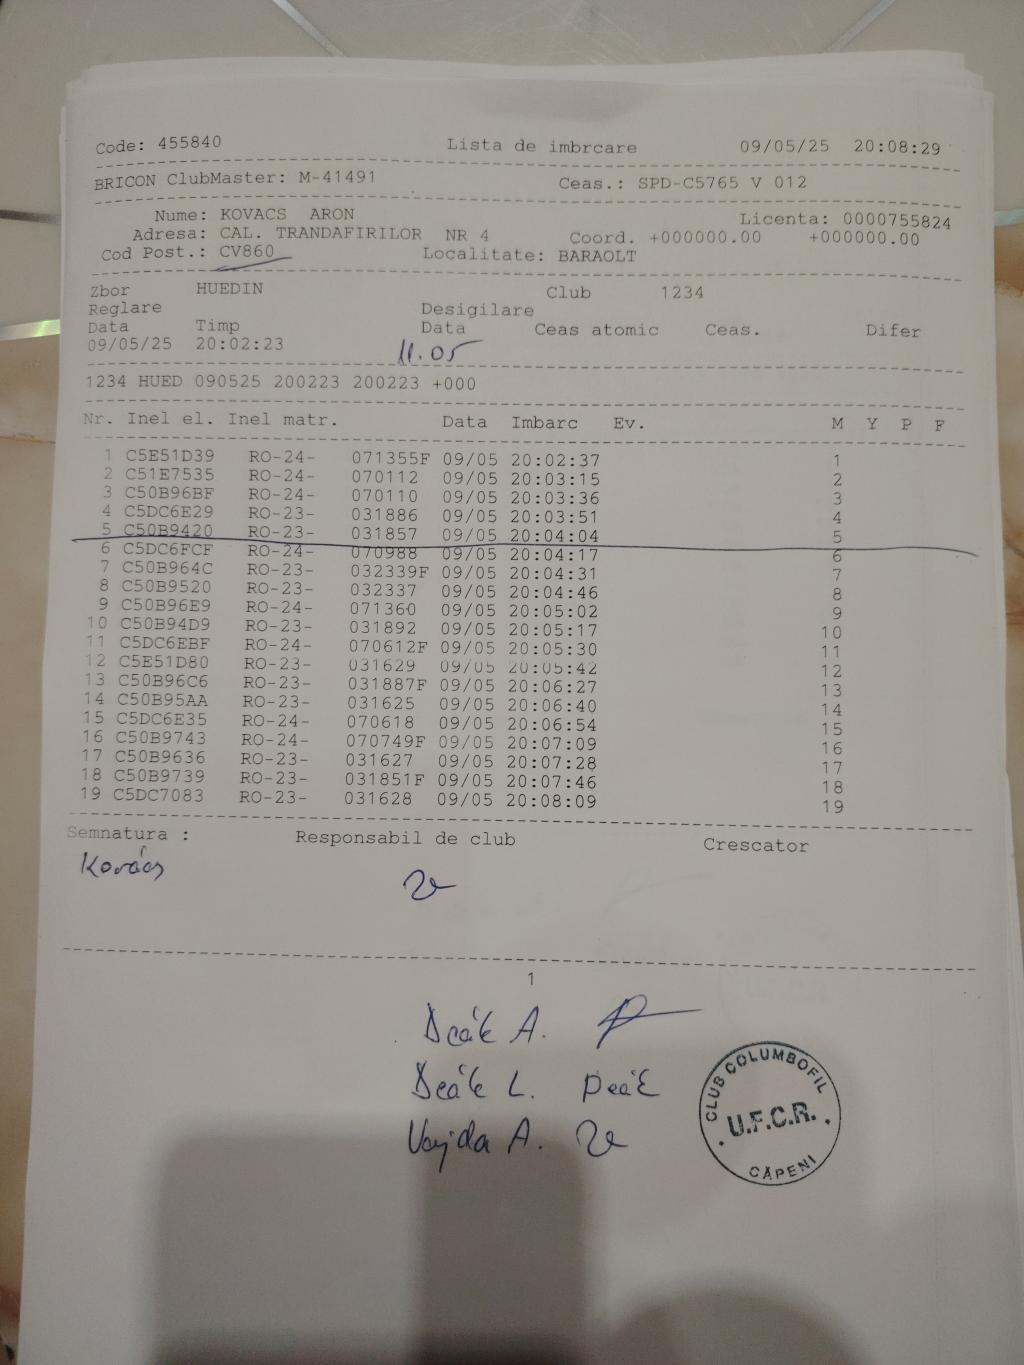 Code: 455840 Lista de imbrcare 09/05/25 20:08:29
BRICON ClubMaster: M-41491 Ceas.: SPD-C5765 V 012
Nume: KOVACS ARON Licenta: 0000755824
Adresa: CAL. TRANDAFIRILOR NR 4 Coord. +000000.00 +000000.00
Cod Post.: CV860 Localitate: BARAOLT
Zbor HUEDIN Club 1234
Reglare Desigilare
Data Timp Data Ceas atomic Ceas. Difer
09/05/25 20:02:23 11.05
1234 HUED 090525 200223 200223 +000
Nr. Inel el. Inel matr. Data Imbarc Ev. M Y P F
1 C5E51D39 RO-24- 071355F 09/05 20:02:37 1
2 C51E7535 RO-24- 070112 09/05 20:03:15 2
3 C50B96BF RO-24- 070110 09/05 20:03:36 3
4 C5DC6E29 RO-23- 031886 09/05 20:03:51 4
5 C50B9420 RO-23- 031857 09/05 20:04:04 5
6 C5DC6FCF RO-24- 070988 09/05 20:04:17 6
7 C50B964C RO-23- 032339F 09/05 20:04:31 7
8 C50B9520 RO-23- 032337 09/05 20:04:46 8
9 C50B96E9 RO-24- 071360 09/05 20:05:02 9
10 C50B94D9 RO-23- 031892 09/05 20:05:17 10
11 C5DC6EBF RO-24- 070612F 09/05 20:05:30 11
12 C5E51D80 RO-23- 031629 09/05 20:05:42 12
13 C50B96C6 RO-23- 031887F 09/05 20:06:27 13
14 C50B95AA RO-23- 031625 09/05 20:06:40 14
15 C5DC6E35 RO-24- 070618 09/05 20:06:54 15
16 C50B9743 RO-24- 070749F 09/05 20:07:09 16
17 C50B9636 RO-23- 031627 09/05 20:07:28 17
18 C50B9739 RO-23- 031851F 09/05 20:07:46 18
19 C5DC7083 RO-23- 031628 09/05 20:08:09 19
Semnatura : Responsabil de club Crescator
Kovács
1
Deák A.
Deák L. Deák
Vajda A.
CLUB COLUMBOFIL
U.F.C.R.
CĂPENI